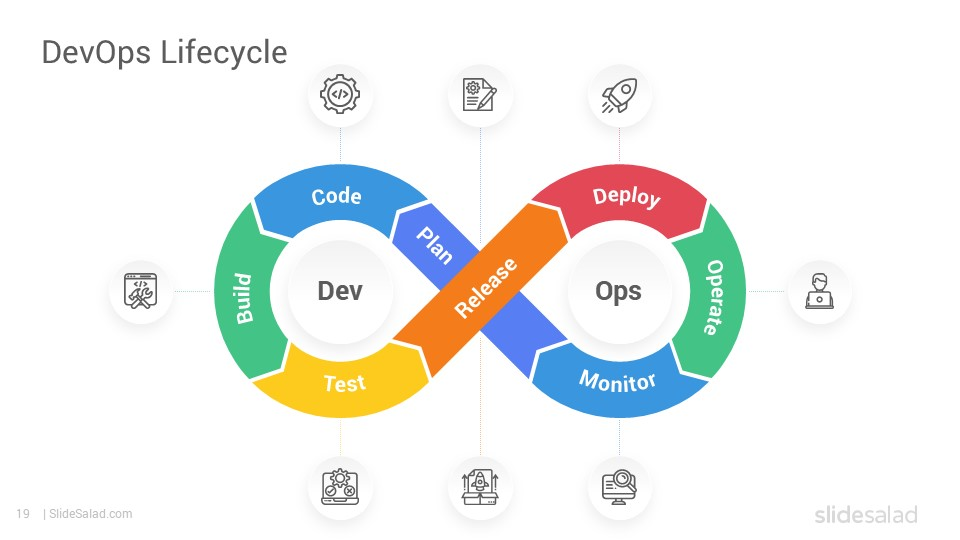 DevOps Lifecycle
Code
Plan
Deploy
Build
Dev
Release
Ops
Operate
Test
Monitor
19 | SlideSalad.com
slidesalad